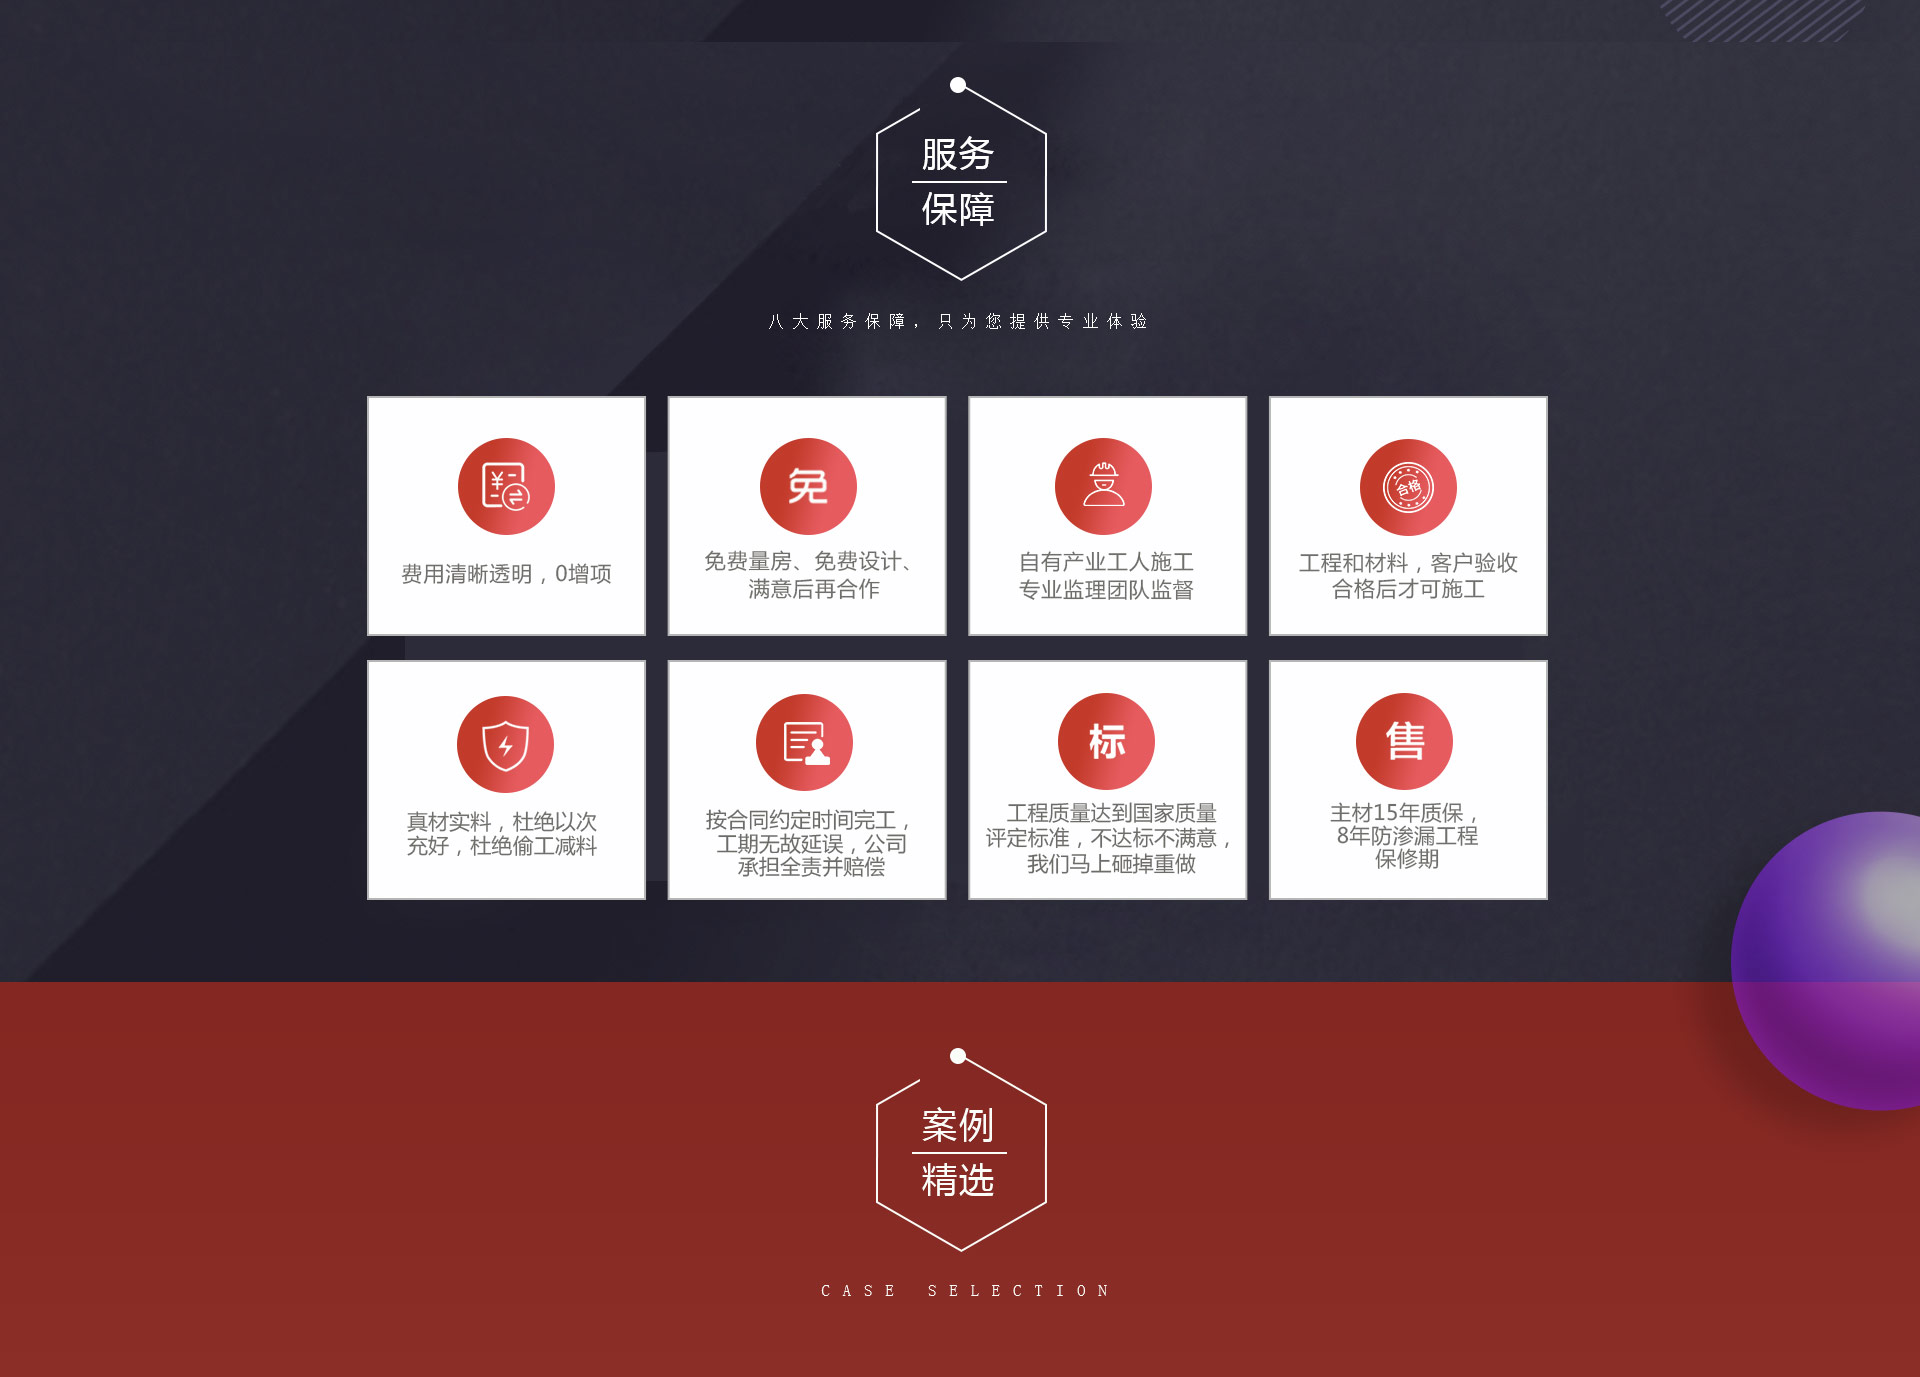 服务
保障
八大服务保障，只为您提供专业体验
¥
免
合格
费用清晰透明，0增项
免费量房、免费设计、
满意后再合作
自有产业工人施工
专业监理团队监督
工程和材料，客户验收
合格后才可施工
标
售
真材实料，杜绝以次
充好，杜绝偷工减料
按合同约定时间完工，
工期无故延误，公司
承担全责并赔偿
工程质量达到国家质量
评定标准，不达标不满意，
我们马上砸掉重做
主材15年质保，
8年防渗漏工程
保修期
案例
精选
CASE SELECTION